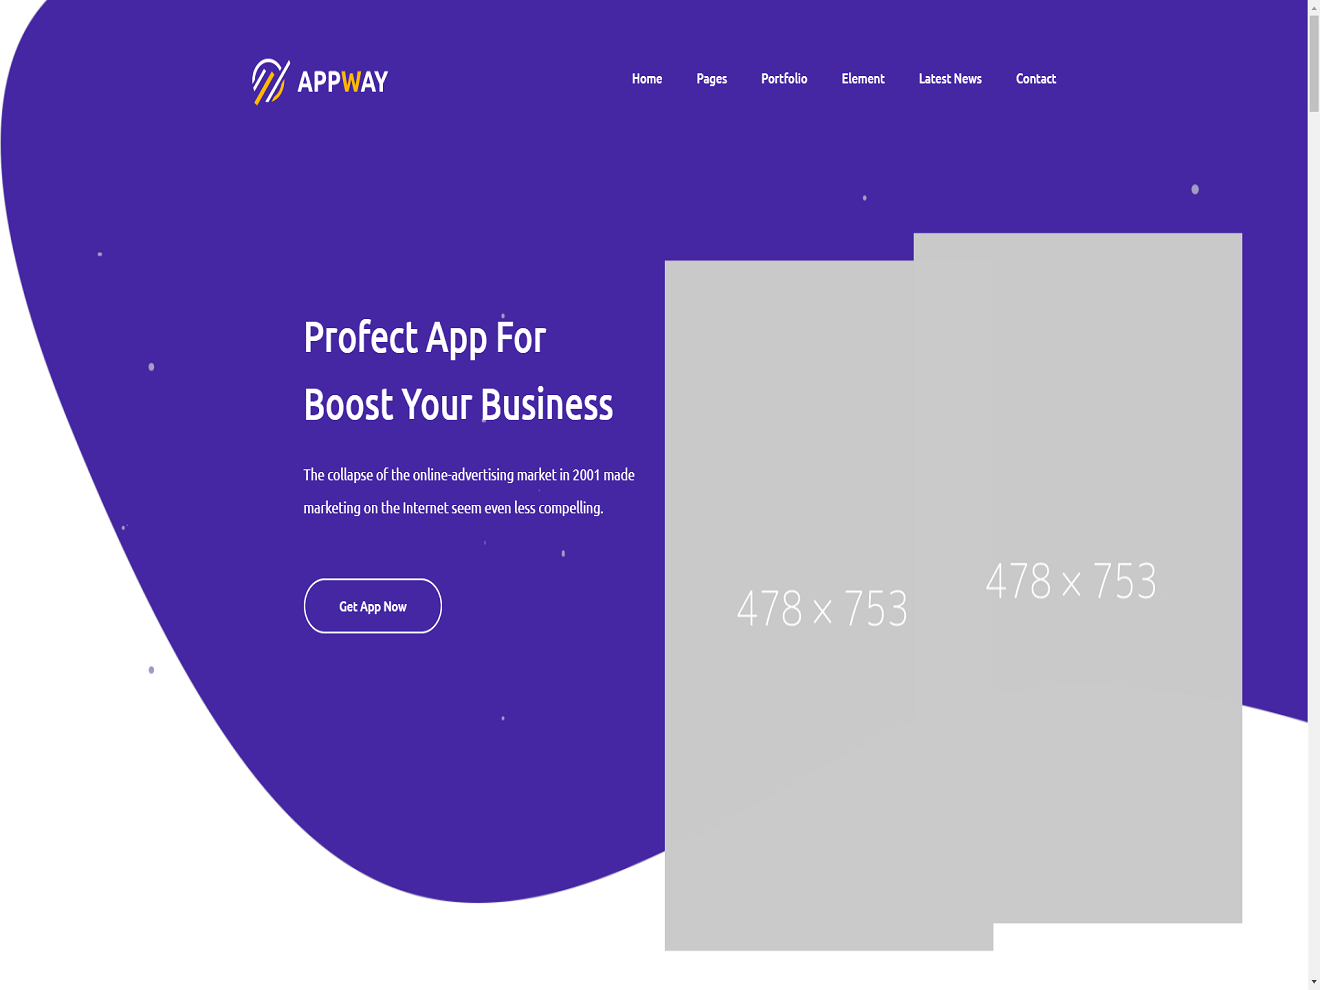 APPWAY
Home Pages Portfolio Element Latest News Contact
Profect App For
Boost Your Business
The collapse of the online-advertising market in 2001 made
marketing on the Internet seem even less compelling.
Get App Now
478 x 753
478 x 753